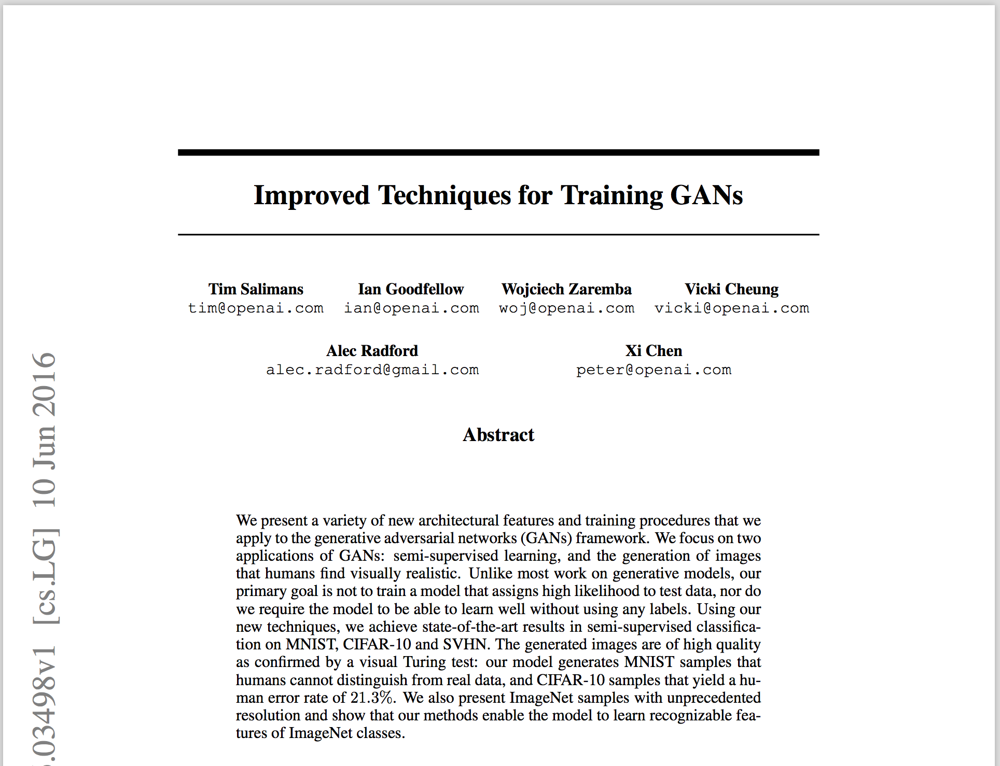 Improved Techniques for Training GANs
Tim Salimans Ian Goodfellow Wojciech Zaremba Vicki Cheung
tim@openai.com ian@openai.com woj@openai.com vicki@openai.com
Alec Radford Xi Chen
alec.radford@gmail.com peter@openai.com
Abstract
We present a variety of new architectural features and training procedures that we
apply to the generative adversarial networks (GANs) framework. We focus on two
applications of GANs: semi-supervised learning, and the generation of images
that humans find visually realistic. Unlike most work on generative models, our
primary goal is not to train a model that assigns high likelihood to test data, nor do
we require the model to be able to learn well without using any labels. Using our
new techniques, we achieve state-of-the-art results in semi-supervised classifica-
tion on MNIST, CIFAR-10 and SVHN. The generated images are of high quality
as confirmed by a visual Turing test: our model generates MNIST samples that
humans cannot distinguish from real data, and CIFAR-10 samples that yield a hu-
man error rate of 21.3%. We also present ImageNet samples with unprecedented
resolution and show that our methods enable the model to learn recognizable fea-
tures of ImageNet classes.
.03498v1 [cs.LG] 10 Jun 2016